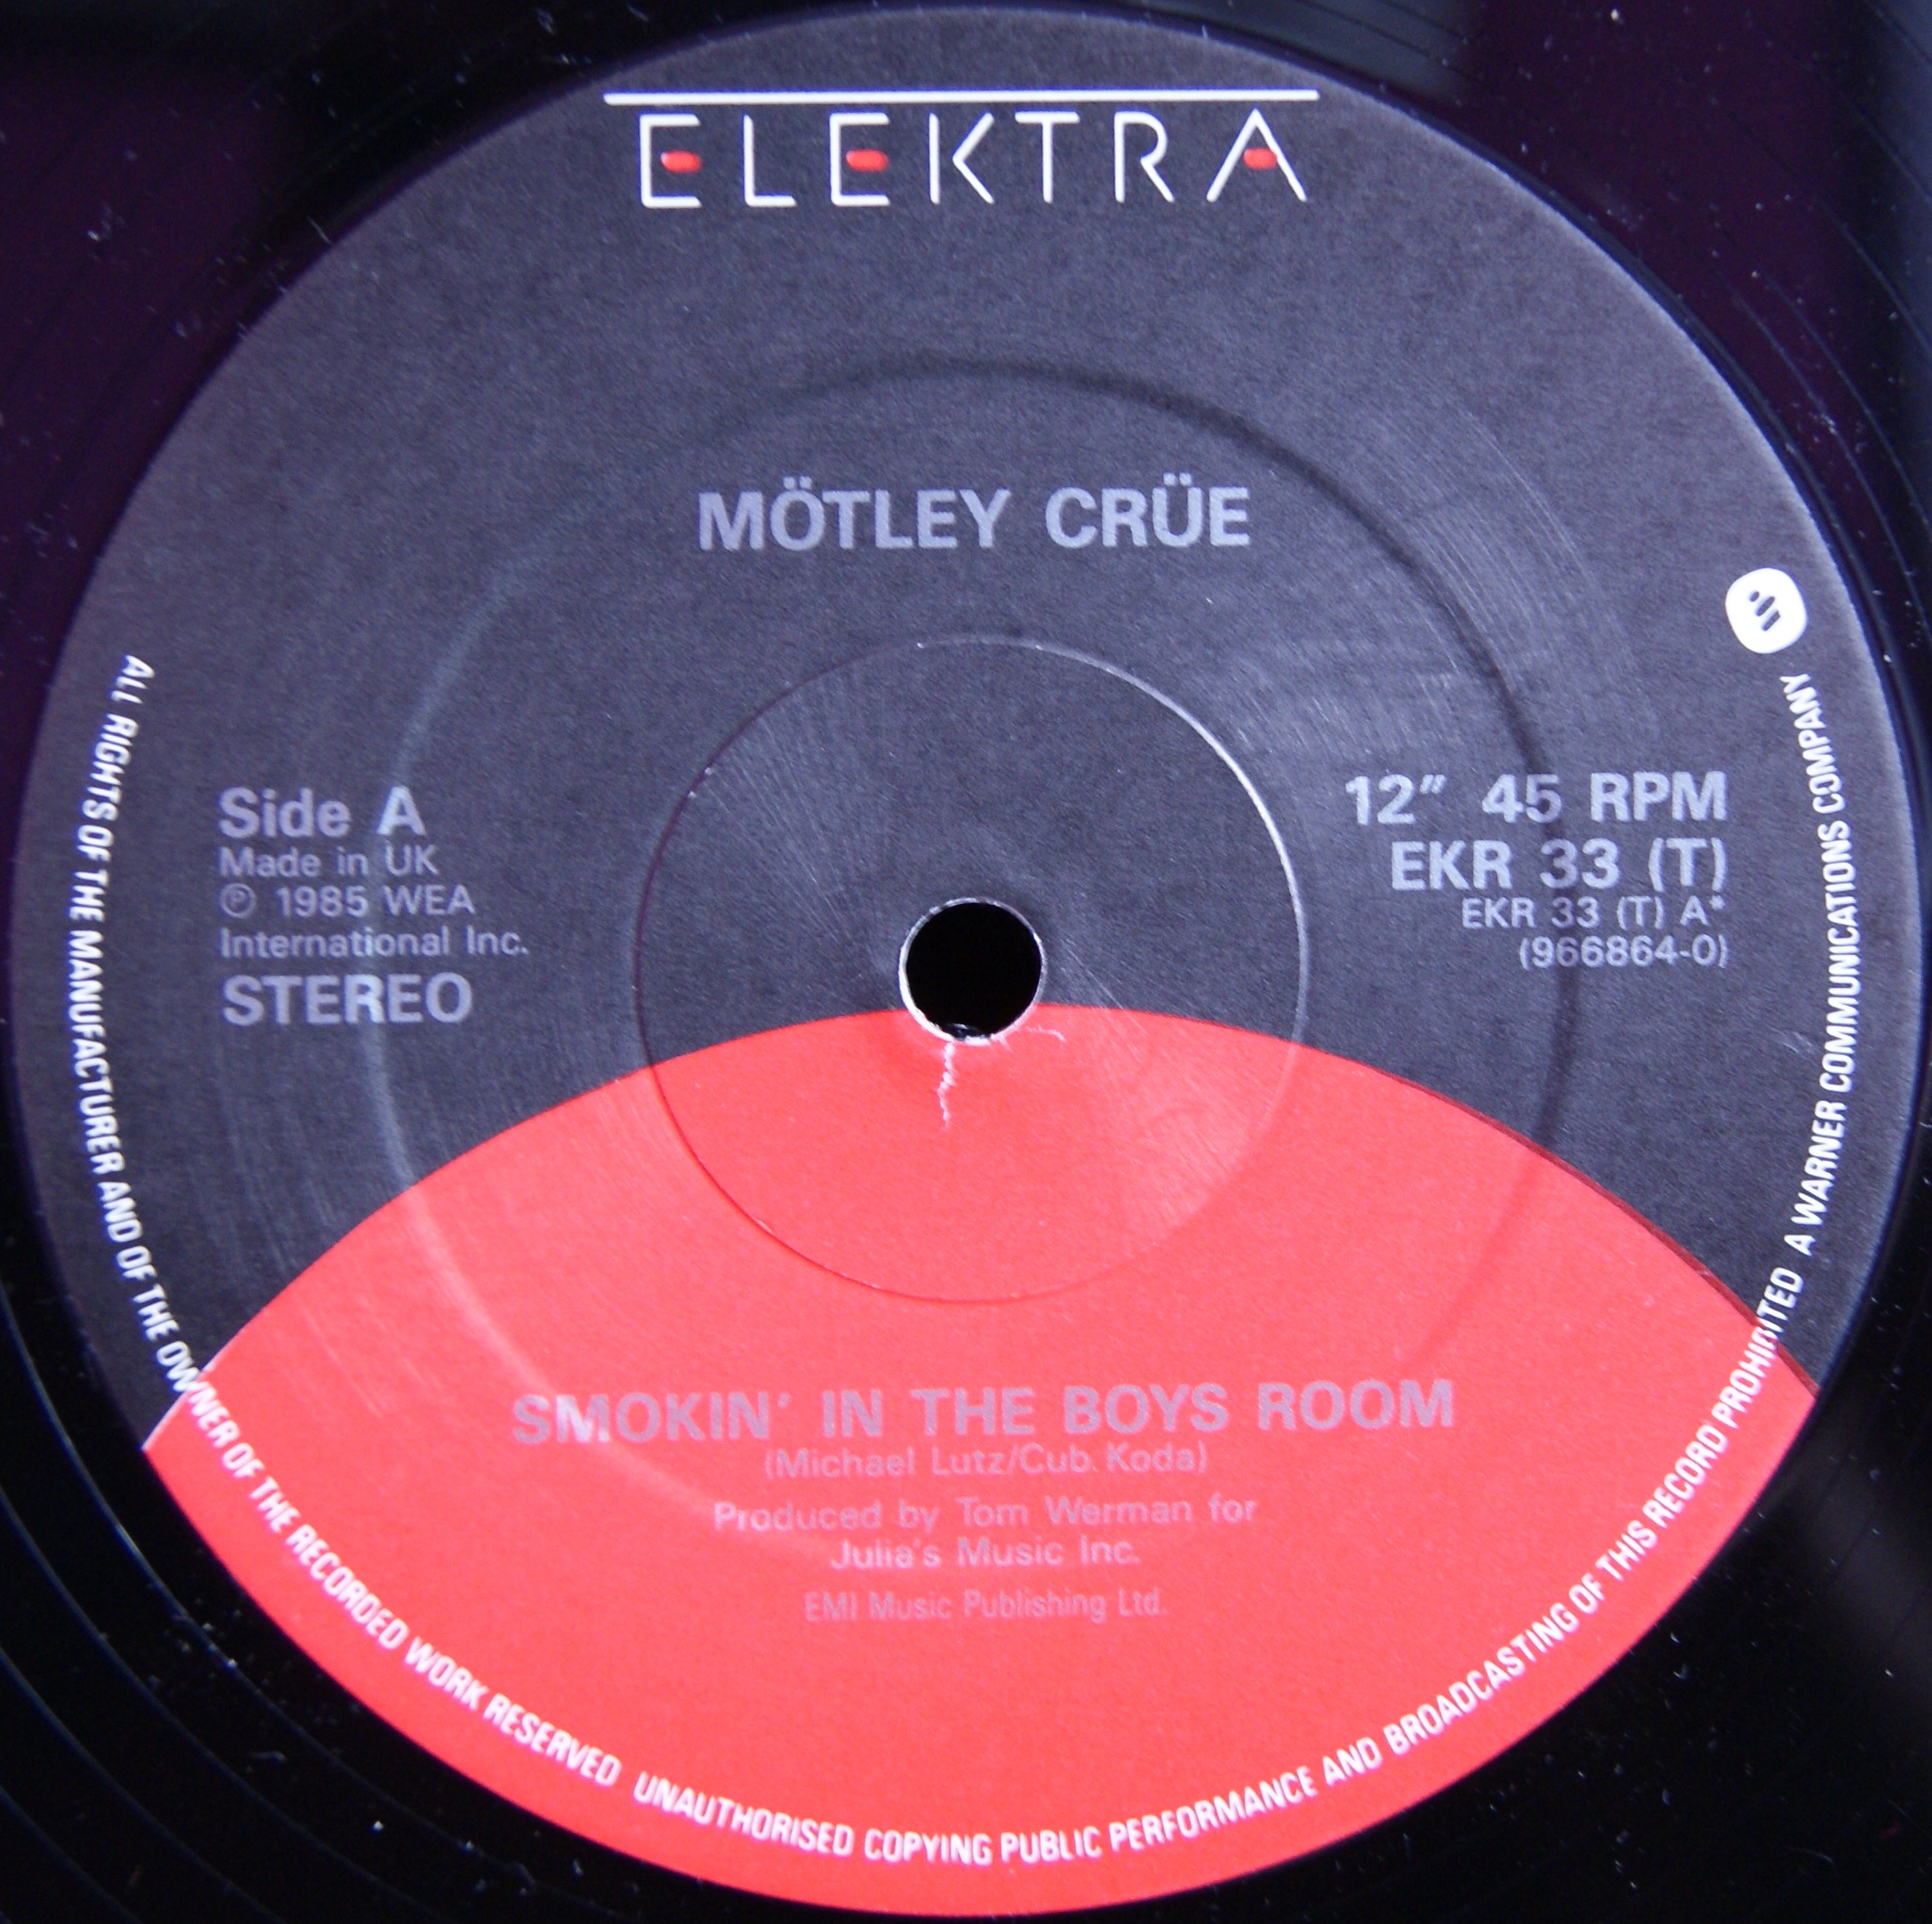 ELEKTRA
MÖTLEY CRÜE
Side A
Made in UK
℗ 1985 WEA
International Inc.
STEREO
12″ 45 RPM
EKR 33 (T)
EKR 33 (T) A*
(966864-0)
SMOKIN' IN THE BOYS ROOM
(Michael Lutz/Cub. Koda)
Produced by Tom Werman for
Julia's Music Inc.
EMI Music Publishing Ltd.
ALL RIGHTS OF THE MANUFACTURER AND OF THE OWNER OF THE RECORDED WORK RESERVED UNAUTHORISED COPYING PUBLIC PERFORMANCE AND BROADCASTING OF THIS RECORD PROHIBITED A WARNER COMMUNICATIONS COMPANY